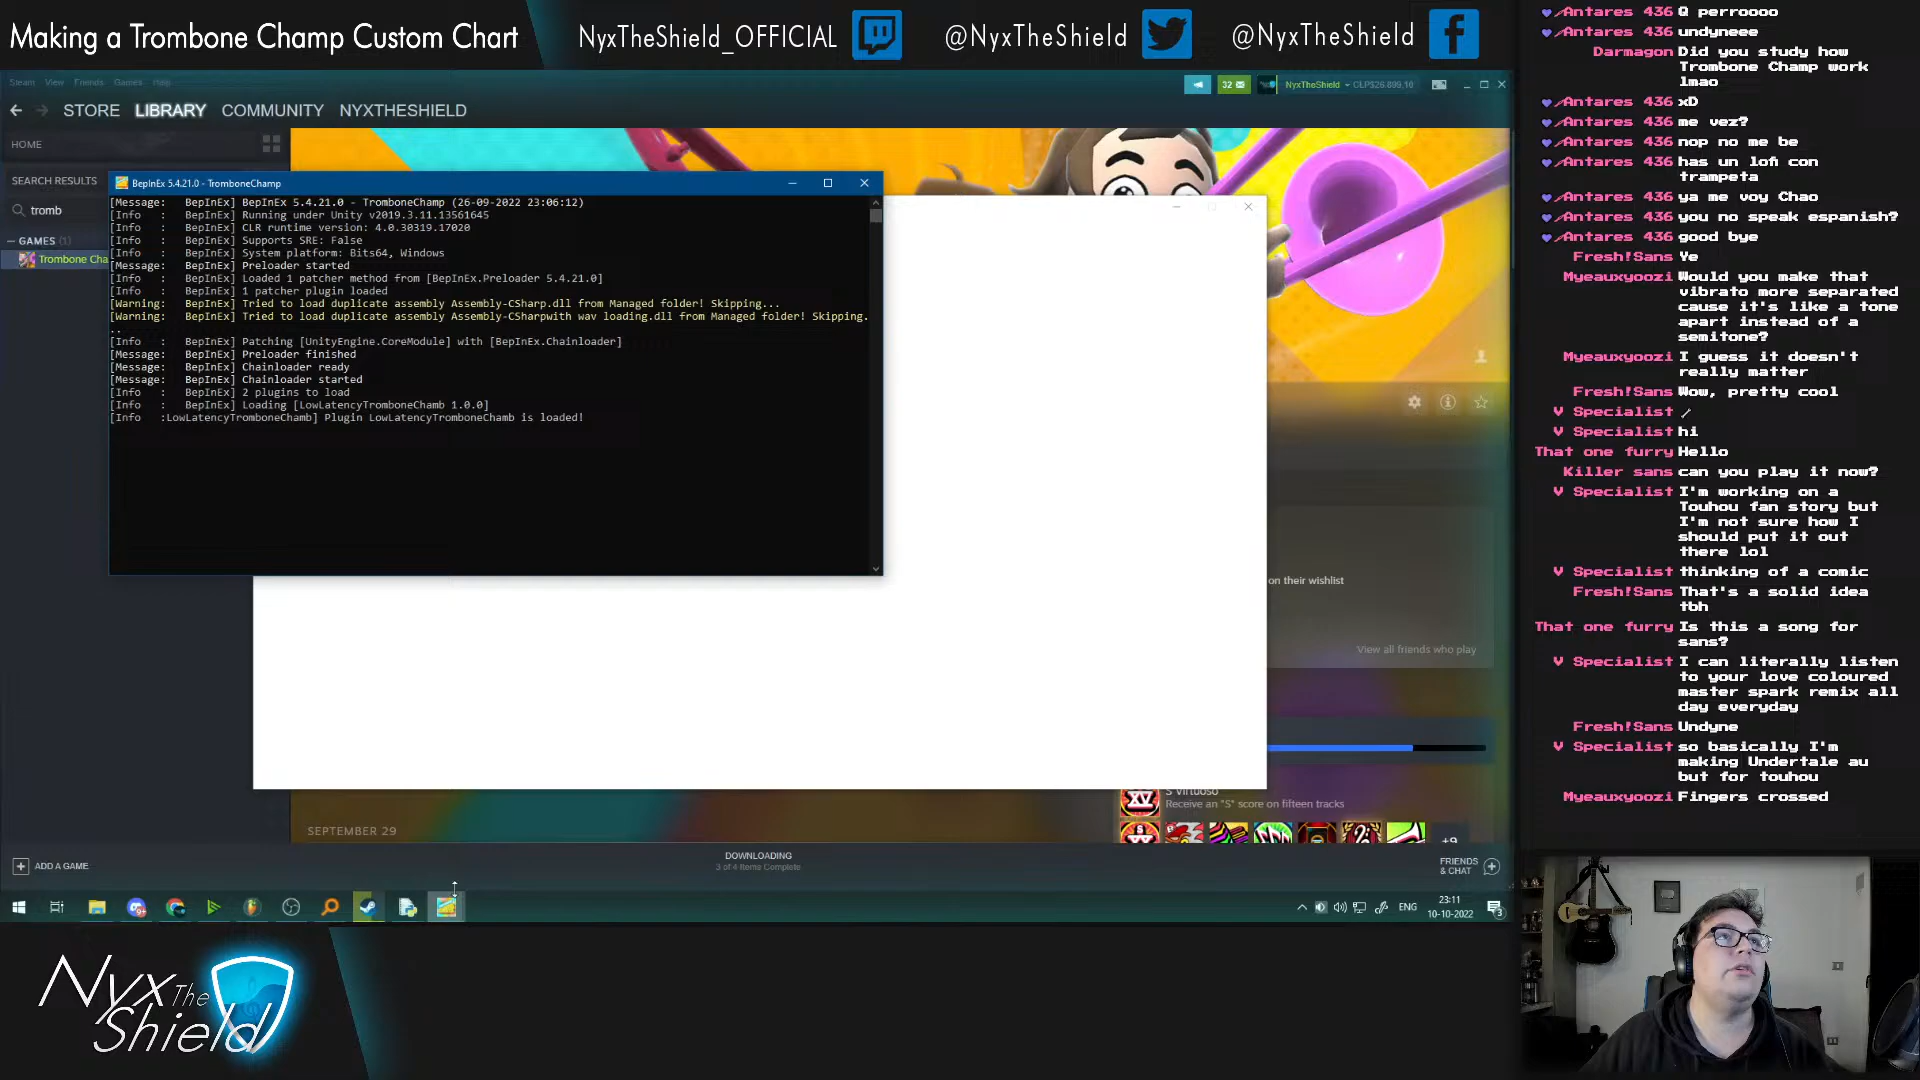 Making a Trombone Champ Custom Chart
NyxTheShield_OFFICIAL
@NyxTheShield
@NyxTheShield
Steam View Friends Games Help
32
NyxTheShield
STORE LIBRARY COMMUNITY NYXTHESHIELD
HOME
SEARCH RESULTS
tromb
GAMES (1)
Trombone Cha
BepInEx 5.4.21.0 - TromboneChamp
[Message:   BepInEx] BepInEx 5.4.21.0 - TromboneChamp (26-09-2022 23:06:12)
[Info   :   BepInEx] Running under Unity v2019.3.11.13561645
[Info   :   BepInEx] CLR runtime version: 4.0.30319.17020
[Info   :   BepInEx] Supports SRE: False
[Info   :   BepInEx] System platform: Bits64, Windows
[Message:   BepInEx] Preloader started
[Info   :   BepInEx] Loaded 1 patcher method from [BepInEx.Preloader 5.4.21.0]
[Info   :   BepInEx] 1 patcher plugin loaded
[Warning:   BepInEx] Tried to load duplicate assembly Assembly-CSharp.dll from Managed folder! Skipping...
[Warning:   BepInEx] Tried to load duplicate assembly Assembly-CSharpwith wav loading.dll from Managed folder! Skipping.
..
[Info   :   BepInEx] Patching [UnityEngine.CoreModule] with [BepInEx.Chainloader]
[Message:   BepInEx] Preloader finished
[Message:   BepInEx] Chainloader ready
[Message:   BepInEx] Chainloader started
[Info   :   BepInEx] 2 plugins to load
[Info   :   BepInEx] Loading [LowLatencyTromboneChamb 1.0.0]
[Info   :LowLatencyTromboneChamb] Plugin LowLatencyTromboneChamb is loaded!
on their wishlist
View all friends who play
S Virtuoso
Receive an "S" score on fifteen tracks
+9
SEPTEMBER 29
ADD A GAME
DOWNLOADING
3 of 4 Items Complete
FRIENDS
& CHAT
ENG
23:11
10-10-2022
3
Nyx The
Shield
Antares 436 Q perroooo
Antares 436 undyneee
Darmagon Did you study how
Trombone Champ work
lmao
Antares 436 xD
Antares 436 me vez?
Antares 436 nop no me be
Antares 436 has un lofi con
trampeta
Antares 436 ya me voy Chao
Antares 436 you no speak espanish?
Antares 436 good bye
Fresh!Sans Ye
Myeauxyoozi Would you make that
vibrato more separated
cause it's like a tone
apart instead of a
semitone?
Myeauxyoozi I guess it doesn't
really matter
Fresh!Sans Wow, pretty cool
V Specialist
V Specialist hi
That one furry Hello
Killer sans can you play it now?
V Specialist I'm working on a
Touhou fan story but
I'm not sure how I
should put it out
there lol
V Specialist thinking of a comic
Fresh!Sans That's a solid idea
tbh
That one furry Is this a song for
sans?
V Specialist I can literally listen
to your love coloured
master spark remix all
day everyday
Fresh!Sans Undyne
V Specialist so basically I'm
making Undertale au
but for touhou
Myeauxyoozi Fingers crossed